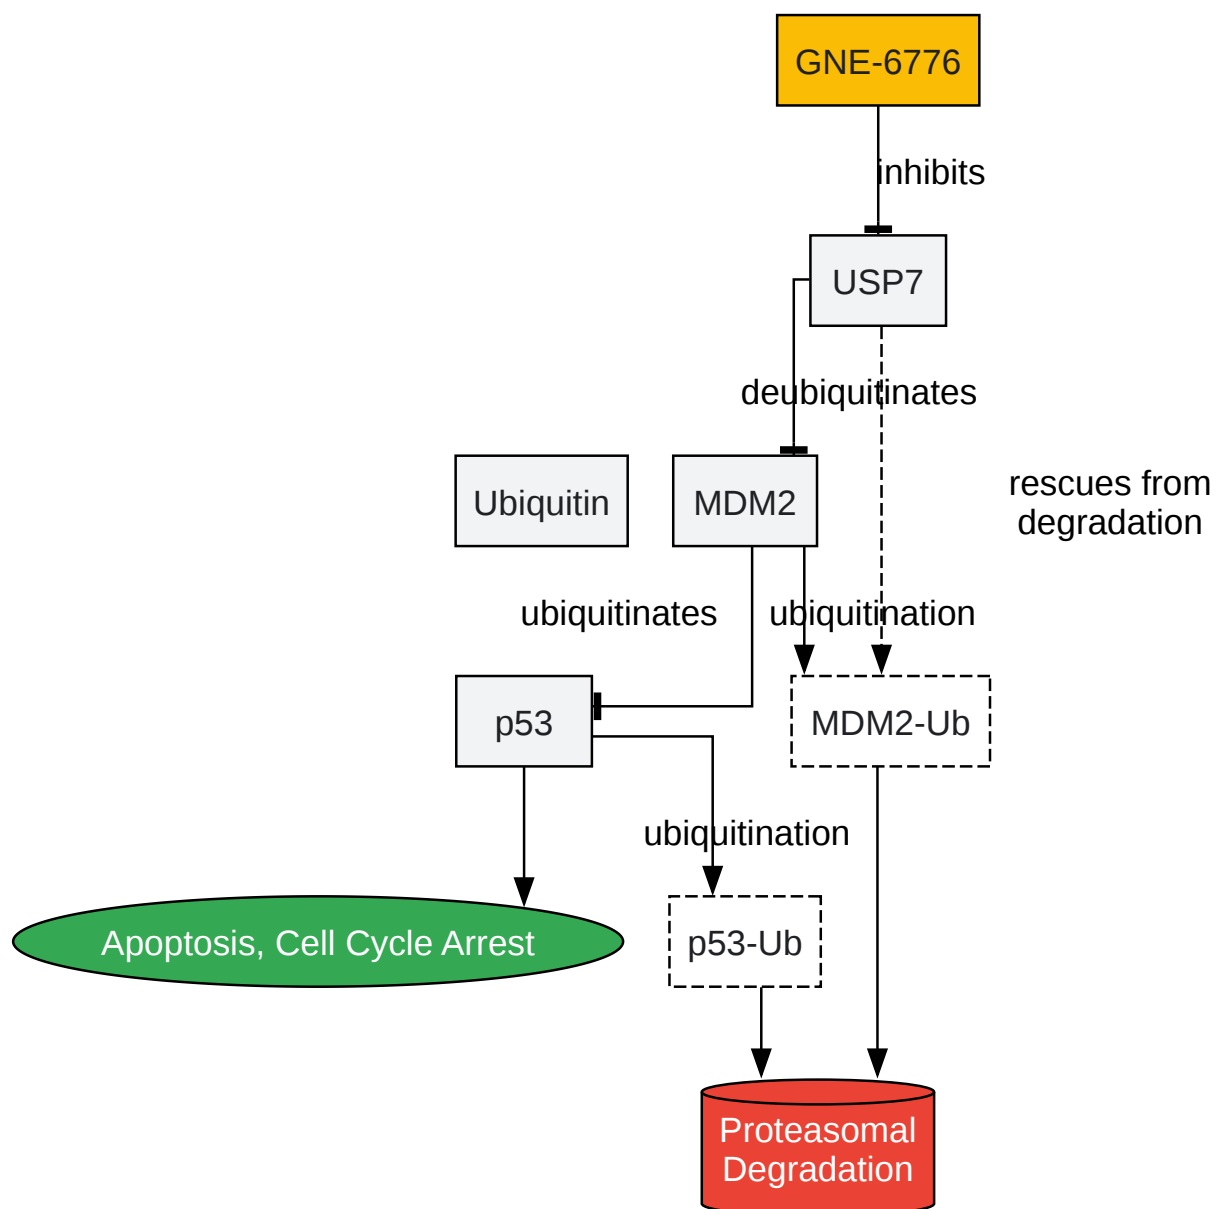 GNE-6776
inhibits
USP7
deubiquitinates
Ubiquitin
MDM2
rescues from
degradation
ubiquitinates
ubiquitination
p53
MDM2-Ub
ubiquitination
Apoptosis, Cell Cycle Arrest
p53-Ub
Proteasomal
Degradation